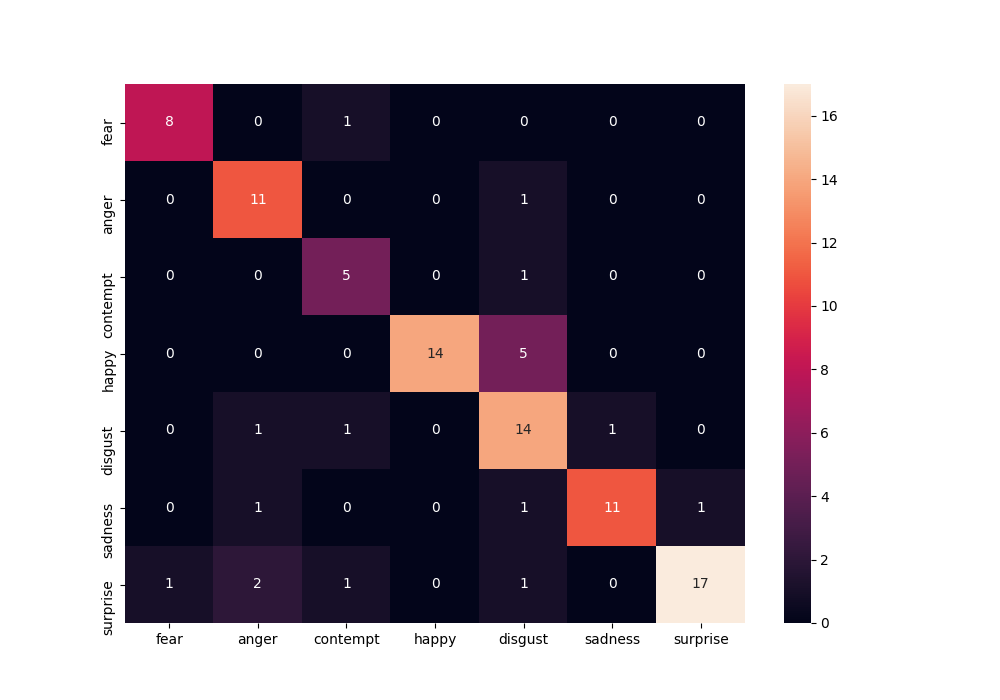 fear 8 0 1 0 0 0 0
anger 0 11 0 0 1 0 0
contempt 0 0 5 0 1 0 0
happy 0 0 0 14 5 0 0
disgust 0 1 1 0 14 1 0
sadness 0 1 0 0 1 11 1
surprise 1 2 1 0 1 0 17
fear anger contempt happy disgust sadness surprise
16
14
12
10
8
6
4
2
0